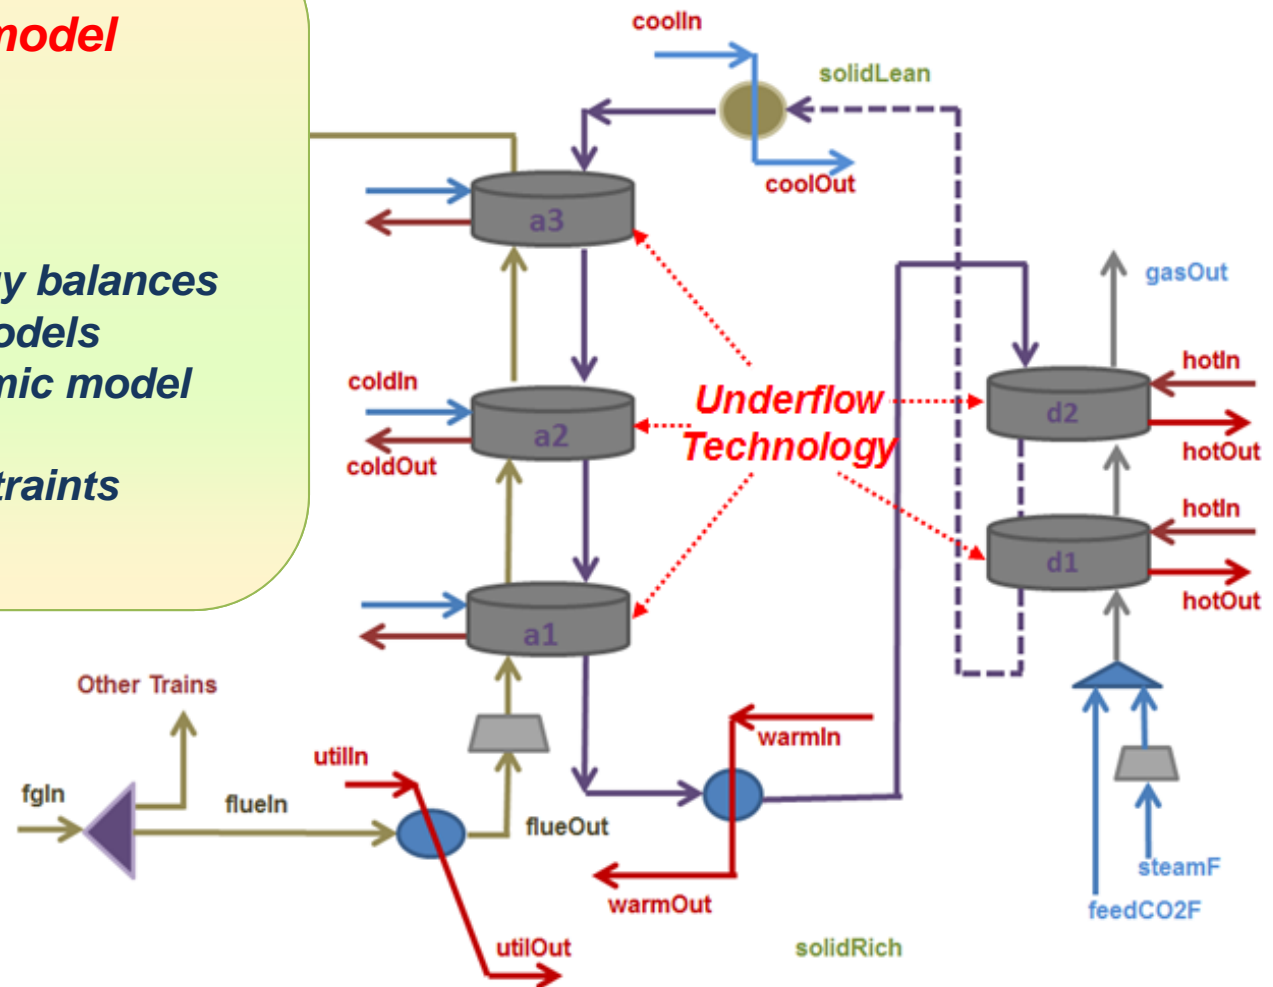 model
y balances
odels
mic model
traints
coolIn
solidLean
coolOut
a3
gasOut
hotIn
coldIn
Underflow
Technology
d2
a2
coldOut
hotOut
hotIn
d1
a1
hotOut
Other Trains
warmIn
utilIn
fgIn
flueIn
flueOut
steamF
warmOut
feedCO2F
utilOut
solidRich